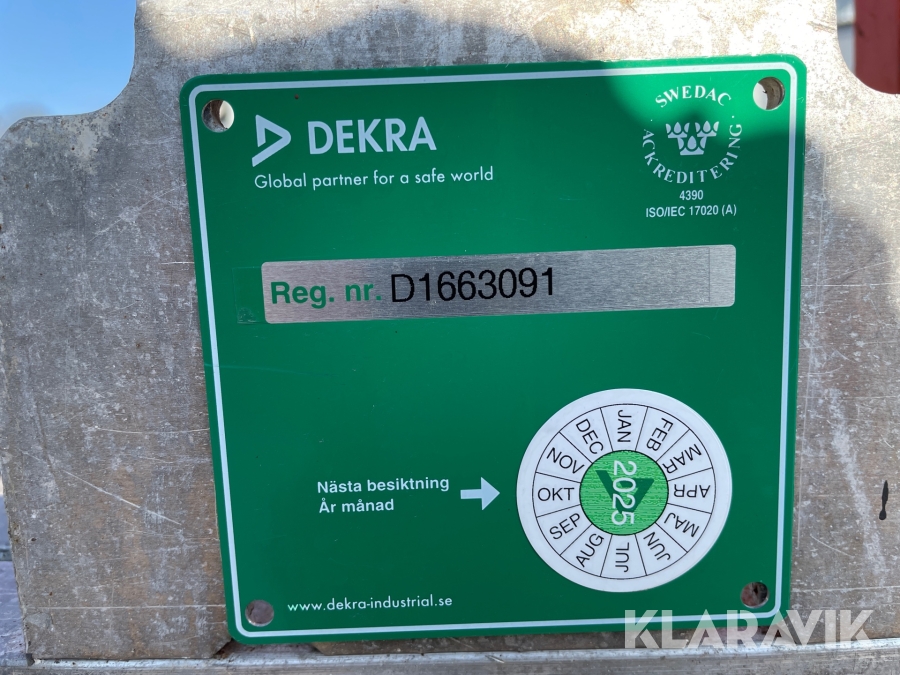 DEKRA
Global partner for a safe world
SWEDAC
ACKREDITERING
4390
ISO/IEC 17020 (A)
Reg. nr. D1663091
Nästa besiktning
År månad
JAN
FEB
MAR
APR
MAJ
JUN
JUL
AUG
SEP
OKT
NOV
DEC
2025
www.dekra-industrial.se
KLARAVIK